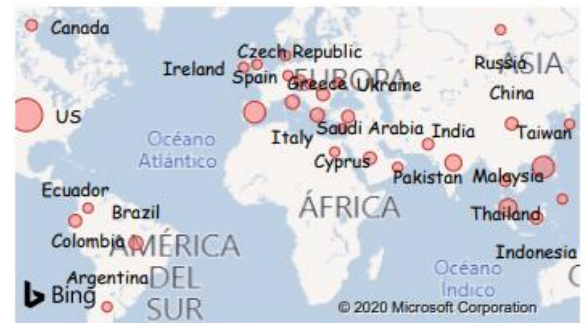 Canada
Czech Republic
Ireland
Russia
ASIA
Spain
EUROPA
Greece
Ukraine
China
US
Italy
Saudi Arabia
India
Taiwan
Océano
Atlántico
Cyprus
Pakistan
Malaysia
Ecuador
Brazil
ÁFRICA
Thailand
Colombia
AMÉRICA
Indonesia
Argentina
DEL
Océano
Índico
Bing
SUR
© 2020 Microsoft Corporation